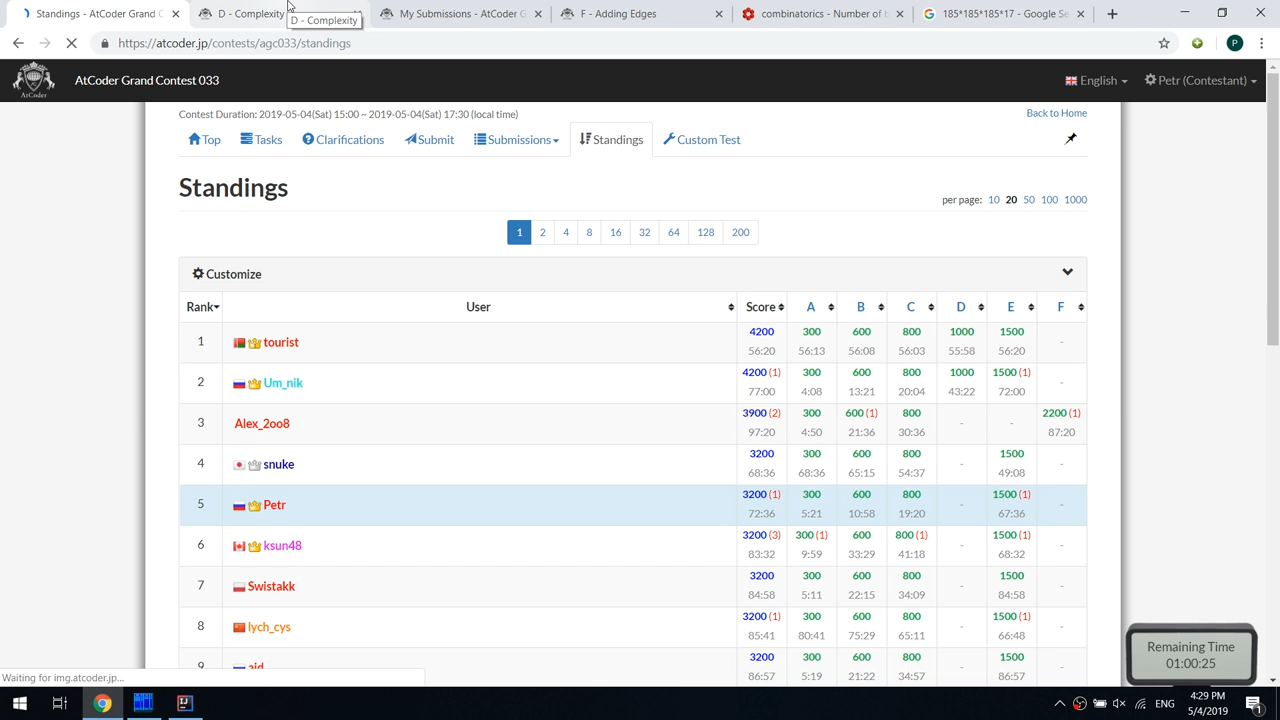 Standings - AtCoder Grand C
D - Complexity
My Submissions - AtCoder G
F - Adding Edges
combinatorics - Number of b
185*185*185*17 - Google Se
D - Complexity
https://atcoder.jp/contests/agc033/standings
P
AtCoder
AtCoder Grand Contest 033
English
Petr (Contestant)
Contest Duration: 2019-05-04(Sat) 15:00 ~ 2019-05-04(Sat) 17:30 (local time)
Back to Home
Top
Tasks
Clarifications
Submit
Submissions
Standings
Custom Test
Standings
per page: 10 20 50 100 1000
1 2 4 8 16 32 64 128 200
Customize
Rank User Score A B C D E F
1 tourist 4200 300 600 800 1000 1500 -
56:20 56:13 56:08 56:03 55:58 56:20
2 Um_nik 4200 (1) 300 600 800 1000 1500 (1) -
77:00 4:08 13:21 20:04 43:22 72:00
3 Alex_2oo8 3900 (2) 300 600 (1) 800 - - 2200 (1)
97:20 4:50 21:36 30:36 87:20
4 snuke 3200 300 600 800 - 1500 -
68:36 68:36 65:15 54:37 49:08
5 Petr 3200 (1) 300 600 800 - 1500 (1) -
72:36 5:21 10:58 19:20 67:36
6 ksun48 3200 (3) 300 (1) 600 800 (1) - 1500 (1) -
83:32 9:59 33:29 41:18 68:32
7 Swistakk 3200 300 600 800 - 1500 -
84:58 5:11 22:15 34:09 84:58
8 lych_cys 3200 (1) 300 600 800 - 1500 (1) -
85:41 80:41 75:29 65:11 66:48
9 aid 3200 300 600 800 1500
86:57 5:19 21:22 34:57 86:57
Remaining Time
01:00:25
Waiting for img.atcoder.jp...
ENG
4:29 PM
5/4/2019
1